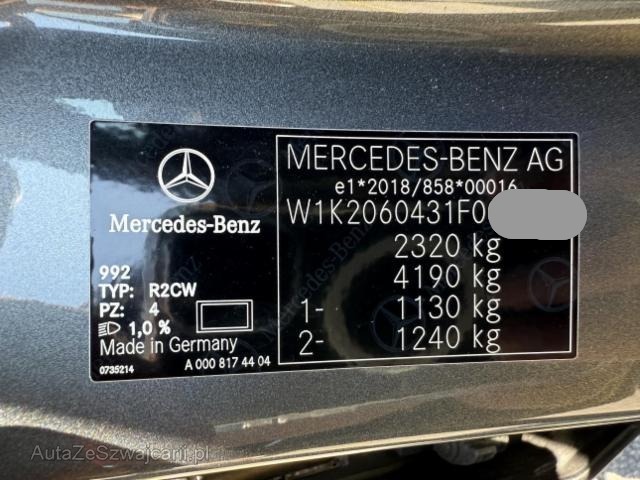 Mercedes-Benz
992
TYP: R2CW
PZ: 4
1,0 %
Made in Germany
0735214
A 000 817 44 04
MERCEDES-BENZ AG
e1*2018/858*00016
W1K2060431F0
2320 kg
4190 kg
1- 1130 kg
2- 1240 kg
AutaZeSzwajcarii.pl